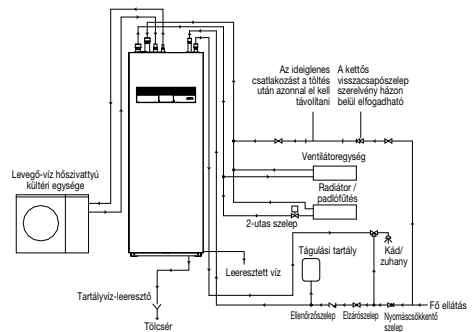 Az ideiglenes
csatlakozást a töltés
után azonnal el kell
távolítani
A kettős
visszacsapószelep
szerelvény házon
belül elfogadható
Ventilátoregység
Levegő-víz hőszivattyú
kültéri egysége
Radiátor /
padlófűtés
2-utas szelep
Tágulási tartály
Kád/
zuhany
Leeresztett víz
Tartályvíz-leeresztő
Tölcsér
Ellenőrzőszelep
Elzárószelep
Nyomáscsökkentő
szelep
Fő ellátás